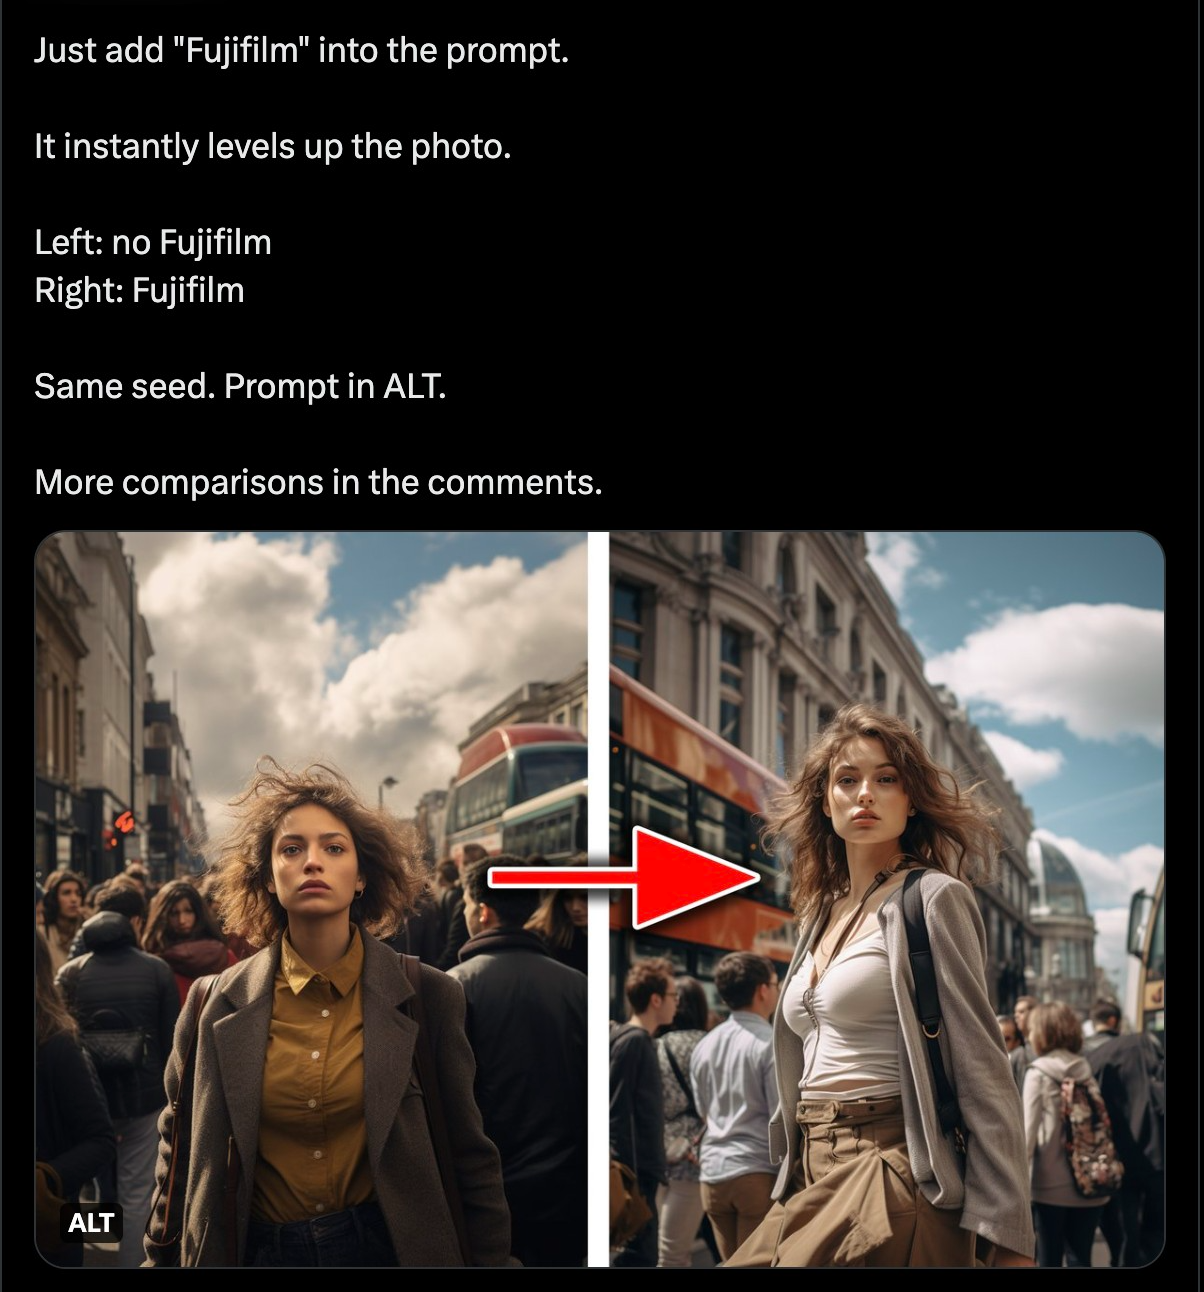 Just add "Fujifilm" into the prompt.
It instantly levels up the photo.
Left: no Fujifilm
Right: Fujifilm
Same seed. Prompt in ALT.
More comparisons in the comments.
ALT